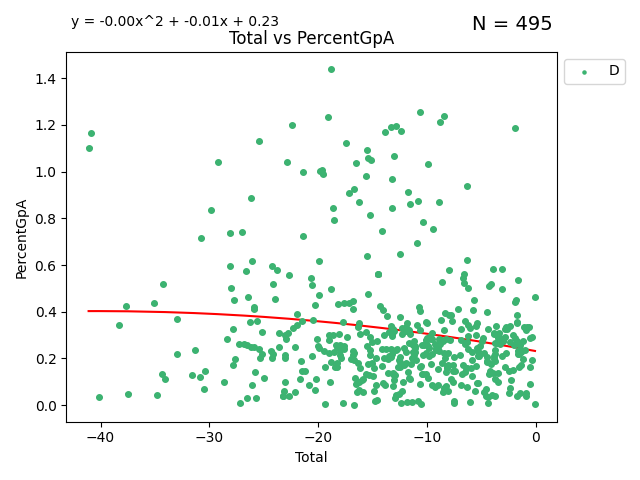 y = -0.00x^2 + -0.01x + 0.23
N = 495
Total vs PercentGpA
D
PercentGpA
1.4
1.2
1.0
0.8
0.6
0.4
0.2
0.0
−40 −30 −20 −10 0
Total